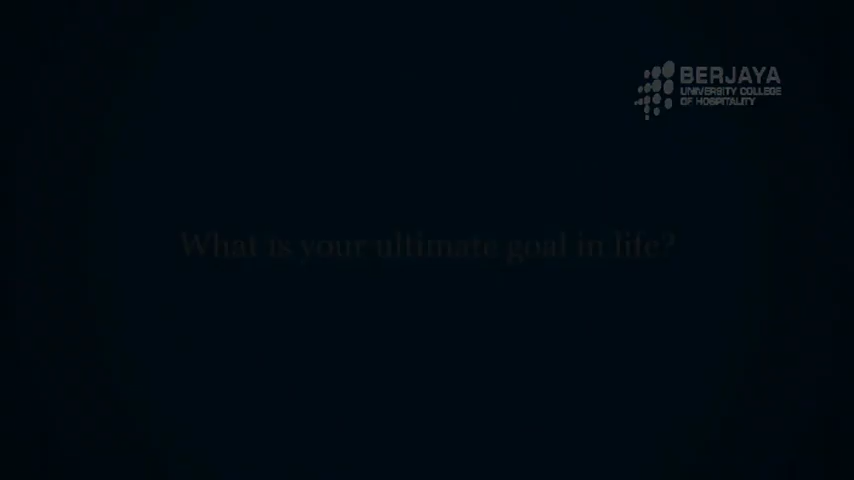 BERJAYA
UNIVERSITY COLLEGE
OF HOSPITALITY
What is your ultimate goal in life?